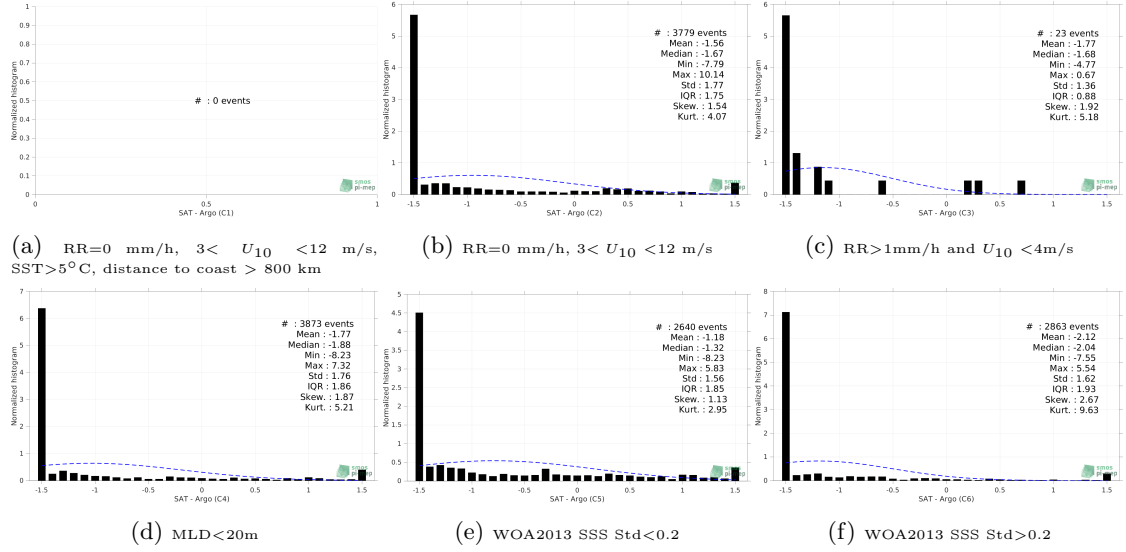 1
0.9
0.8
0.7
0.6
0.5
0.4
0.3
0.2
0.1
0
Normalized histogram
# : 0 events
smos
pi-mep
0 0.5 1
SAT - Argo (C1)
(a) RR=0 mm/h, 3< U10 <12 m/s,
SST>5°C, distance to coast > 800 km
6
5
4
3
2
1
0
Normalized histogram
# : 3779 events
Mean : -1.56
Median : -1.67
Min : -7.79
Max : 10.14
Std : 1.77
IQR : 1.75
Skew. : 1.54
Kurt. : 4.07
smos
pi-mep
-1.5 -1 -0.5 0 0.5 1 1.5
SAT - Argo (C2)
(b) RR=0 mm/h, 3< U10 <12 m/s
6
5
4
3
2
1
0
Normalized histogram
# : 23 events
Mean : -1.77
Median : -1.68
Min : -4.77
Max : 0.67
Std : 1.36
IQR : 0.88
Skew. : 1.92
Kurt. : 5.18
smos
pi-mep
-1.5 -1 -0.5 0 0.5 1 1.5
SAT - Argo (C3)
(c) RR>1mm/h and U10 <4m/s
7
6
5
4
3
2
1
0
Normalized histogram
# : 3873 events
Mean : -1.77
Median : -1.88
Min : -8.23
Max : 7.32
Std : 1.76
IQR : 1.86
Skew. : 1.87
Kurt. : 5.21
smos
pi-mep
-1.5 -1 -0.5 0 0.5 1 1.5
SAT - Argo (C4)
(d) MLD<20m
5
4.5
4
3.5
3
2.5
2
1.5
1
0.5
0
Normalized histogram
# : 2640 events
Mean : -1.18
Median : -1.32
Min : -8.23
Max : 5.83
Std : 1.56
IQR : 1.85
Skew. : 1.13
Kurt. : 2.95
smos
pi-mep
-1.5 -1 -0.5 0 0.5 1 1.5
SAT - Argo (C5)
(e) WOA2013 SSS Std<0.2
8
7
6
5
4
3
2
1
0
Normalized histogram
# : 2863 events
Mean : -2.12
Median : -2.04
Min : -7.55
Max : 5.54
Std : 1.62
IQR : 1.93
Skew. : 2.67
Kurt. : 9.63
smos
pi-mep
-1.5 -1 -0.5 0 0.5 1 1.5
SAT - Argo (C6)
(f) WOA2013 SSS Std>0.2